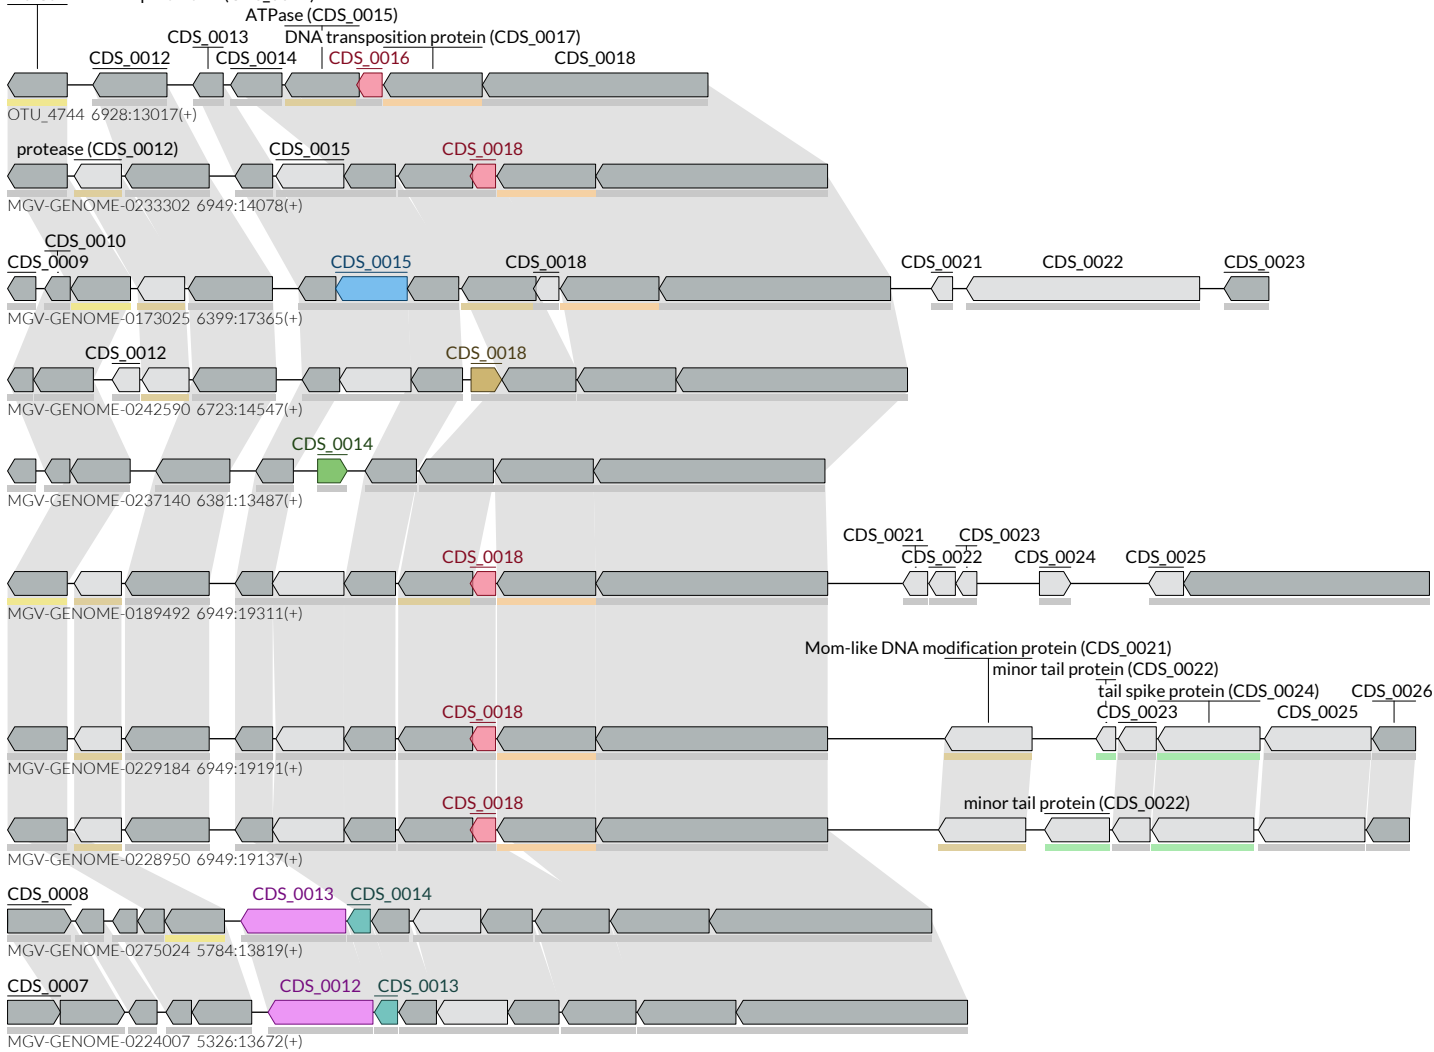 ATPase (CDS_0015)
CDS_0013 DNA transposition protein (CDS_0017)
CDS_0012 CDS_0014 CDS_0016 CDS_0018
OTU_4744 6928:13017(+)
protease (CDS_0012) CDS_0015 CDS_0018
MGV-GENOME-0233302 6949:14078(+)
CDS_0010
CDS_0009 CDS_0015 CDS_0018 CDS_0021 CDS_0022 CDS_0023
MGV-GENOME-0173025 6399:17365(+)
CDS_0012 CDS_0018
MGV-GENOME-0242590 6723:14547(+)
CDS_0014
MGV-GENOME-0237140 6381:13487(+)
CDS_0021 CDS_0023
CDS_0018 CDS_0022 CDS_0024 CDS_0025
MGV-GENOME-0189492 6949:19311(+)
Mom-like DNA modification protein (CDS_0021)
minor tail protein (CDS_0022)
tail spike protein (CDS_0024) CDS_0026
CDS_0018 CDS_0023 CDS_0025
MGV-GENOME-0229184 6949:19191(+)
CDS_0018 minor tail protein (CDS_0022)
MGV-GENOME-0228950 6949:19137(+)
CDS_0008 CDS_0013 CDS_0014
MGV-GENOME-0275024 5784:13819(+)
CDS_0007 CDS_0012 CDS_0013
MGV-GENOME-0224007 5326:13672(+)